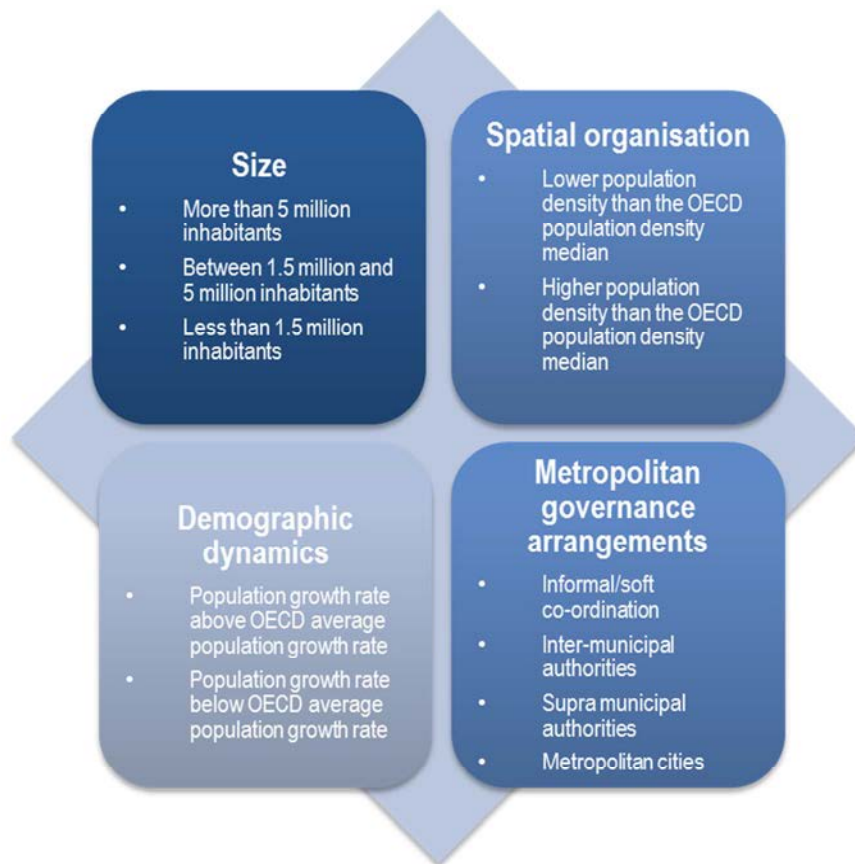 Size
• More than 5 million
inhabitants
• Between 1.5 million and
5 million inhabitants
• Less than 1.5 million
inhabitants
Spatial organisation
• Lower population
density than the OECD
population density
median
• Higher population
density than the OECD
population density
median
Demographic
dynamics
• Population growth rate
above OECD average
population growth rate
• Population growth rate
below OECD average
population growth rate
Metropolitan
governance
arrangements
• Informal/soft
co-ordination
• Inter-municipal
authorities
• Supra municipal
authorities
• Metropolitan cities